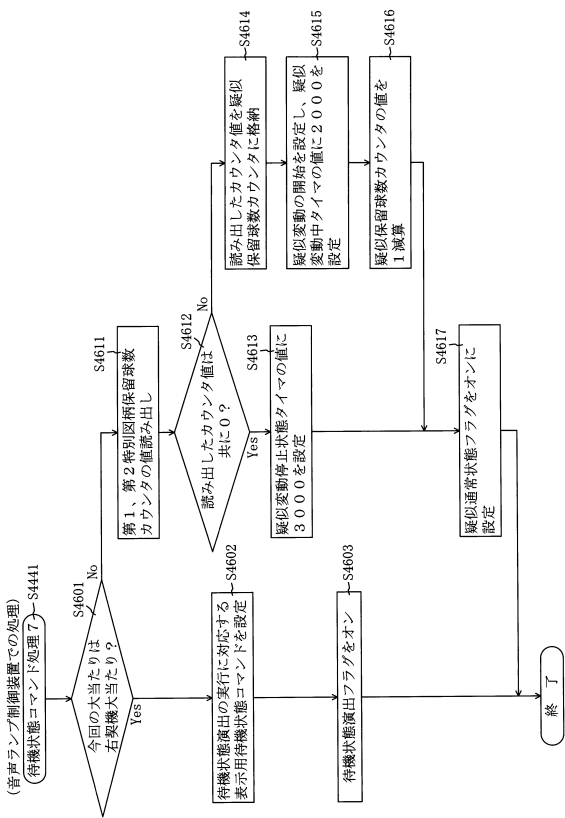 (音声ランプ制御装置での処理)
待機状態コマンド処理7
S4441
S4601
今回の大当たりは
右契機大当たり?
No
Yes
S4602
待機状態演出の実行に対応する
表示用待機状態コマンドを設定
S4603
待機状態演出フラグをオン
S4611
第1、第2特別図柄保留球数
カウンタの値読み出し
S4612
読み出したカウンタ値は
共に0?
No
Yes
S4613
疑似変動停止状態タイマの値に
3000を設定
S4614
読み出したカウンタ値を疑似
保留球数カウンタに格納
S4615
疑似変動の開始を設定し、疑似
変動中タイマの値に2000を
設定
S4616
疑似保留球数カウンタの値を
1減算
S4617
疑似通常状態フラグをオンに
設定
終了